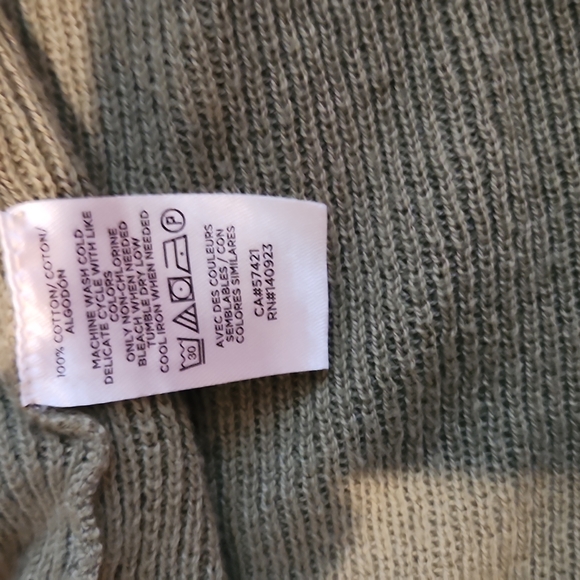 100% COTTON/ COTON/
ALGODÓN
MACHINE WASH COLD
DELICATE CYCLE WITH LIKE
COLORS
ONLY NON-CHLORINE
BLEACH WHEN NEEDED
TUMBLE DRY LOW
COOL IRON WHEN NEEDED
30 P
AVEC DES COULEURS
SEMBLABLES / CON
COLORES SIMILARES
CA#57421
RN#140923